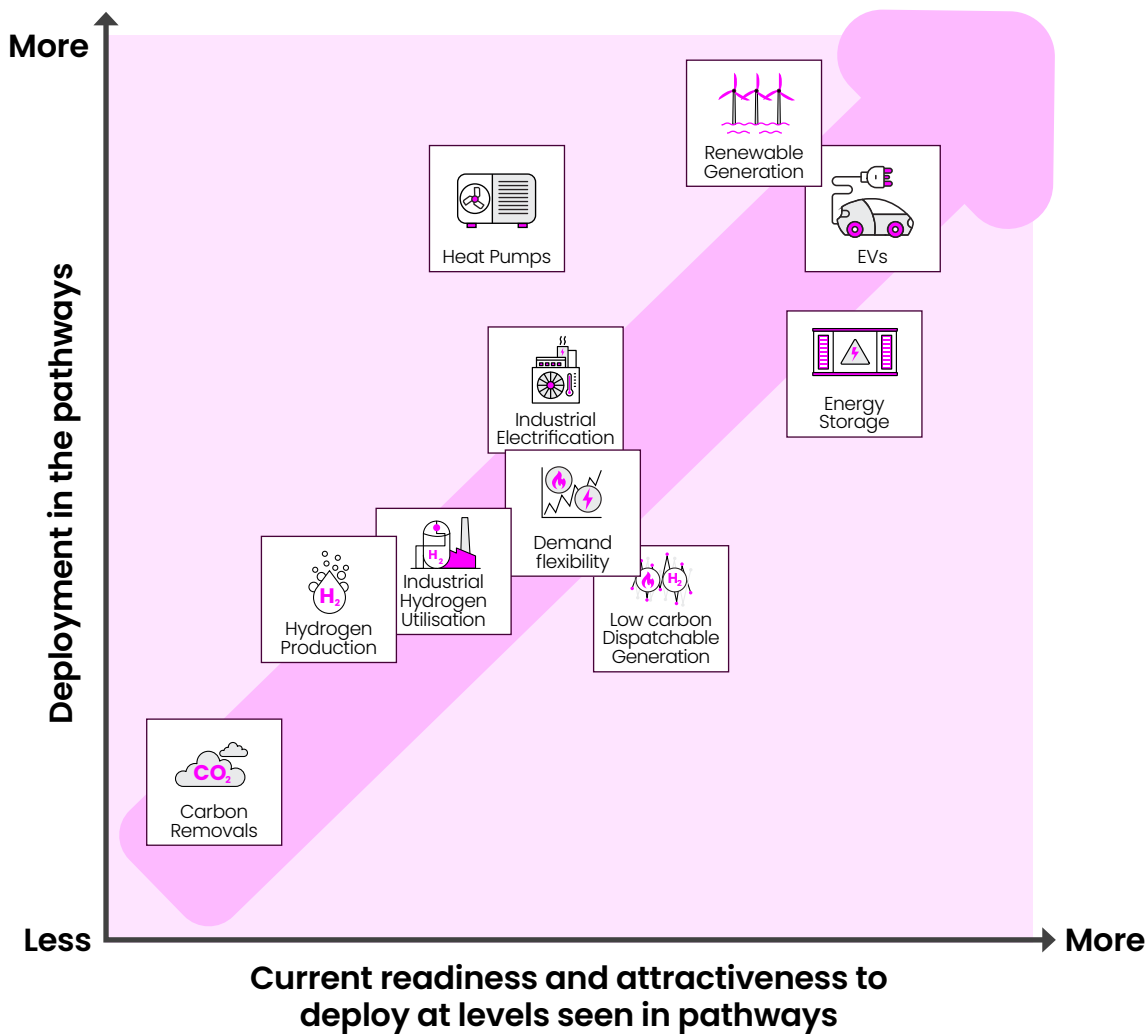 More
Renewable
Generation
Heat Pumps
EVs
Deployment in the pathways
Industrial
Electrification
Energy
Storage
Demand
flexibility
H2
Industrial
Hydrogen
Utilisation
H2
Hydrogen
Production
H2
Low carbon
Dispatchable
Generation
CO2
Carbon
Removals
Less
More
Current readiness and attractiveness to
deploy at levels seen in pathways